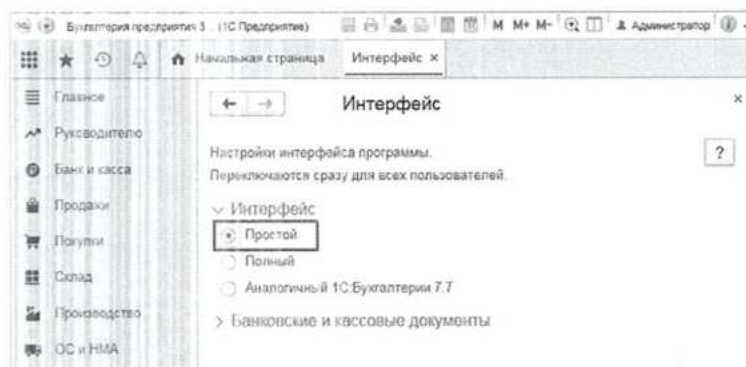 Бухгалтерия предприятия 3... (1С:Предприятие) M M+ M- Администратор
Начальная страница Интерфейс ×
Главное
Руководителю
Банк и касса
Продажи
Покупки
Склад
Производство
ОС и НМА
Интерфейс ×
Настройки интерфейса программы. ?
Переключаются сразу для всех пользователей.
Интерфейс
Простой
Полный
Аналогичный 1С:Бухгалтерии 7.7
Банковские и кассовые документы